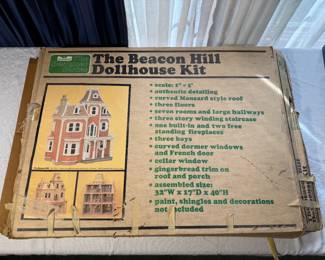 The Beacon Hill
Dollhouse Kit
• scale: 1" = 1'
• authentic detailing
• curved Mansard style roof
• three floors
• seven rooms and large hallways
• three story winding staircase
• one built-in and two free
standing fireplaces
• three bays
• curved dormer windows
and French door
• cellar window
• gingerbread trim on
roof and porch
• assembled size:
32"W x 17"D x 40"H
• paint, shingles and decorations
not included